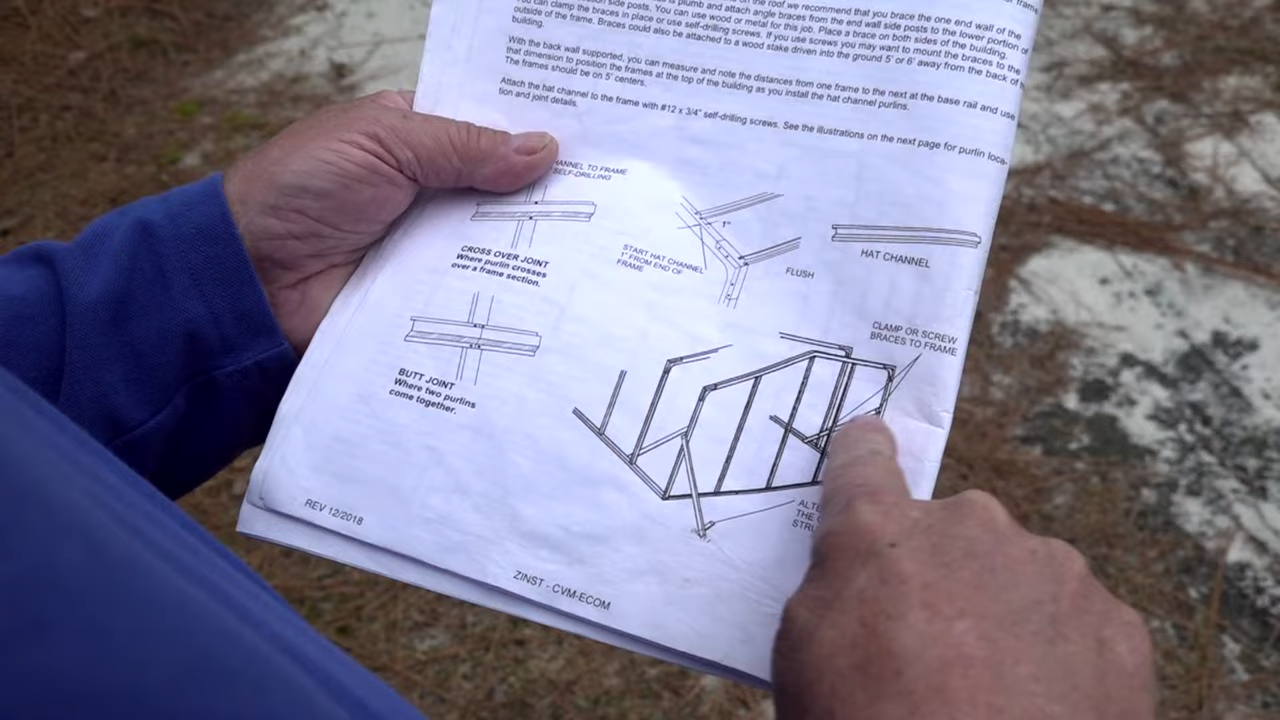 on the roof we recommend that you brace the one end wall of the
is plumb and attach angle braces from the end wall side posts to the lower portion of
side posts. You can use wood or metal for this job. Place a brace on both sides of the building.
can clamp the braces in place or use self-drilling screws. If you use screws you may want to mount the braces to the
outside of the frame. Braces could also be attached to a wood stake driven into the ground 5' or 6' away from the back of
building.
With the back wall supported, you can measure and note the distances from one frame to the next at the base rail and use
that dimension to position the frames at the top of the building as you install the hat channel purlins.
The frames should be on 5' centers.
Attach the hat channel to the frame with #12 x 3/4" self-drilling screws. See the illustrations on the next page for purlin loca-
tion and joint details.
TO FRAME
SELF-DRILLING
CROSS OVER JOINT
Where purlin crosses
over a frame section.
1"
START HAT CHANNEL
1" FROM END OF
FRAME
FLUSH
HAT CHANNEL
BUTT JOINT
Where two purlins
come together.
CLAMP OR SCREW
BRACES TO FRAME
THE
REV 12/2018
ZINST - CVM-ECOM